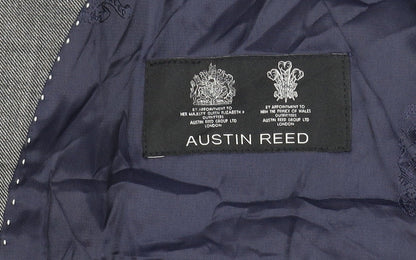 BY APPOINTMENT TO
HER MAJESTY QUEEN ELIZABETH II
OUTFITTERS
AUSTIN REED GROUP LTD
LONDON
BY APPOINTMENT TO
HRH THE PRINCE OF WALES
OUTFITTERS
AUSTIN REED GROUP LTD
LONDON
AUSTIN REED